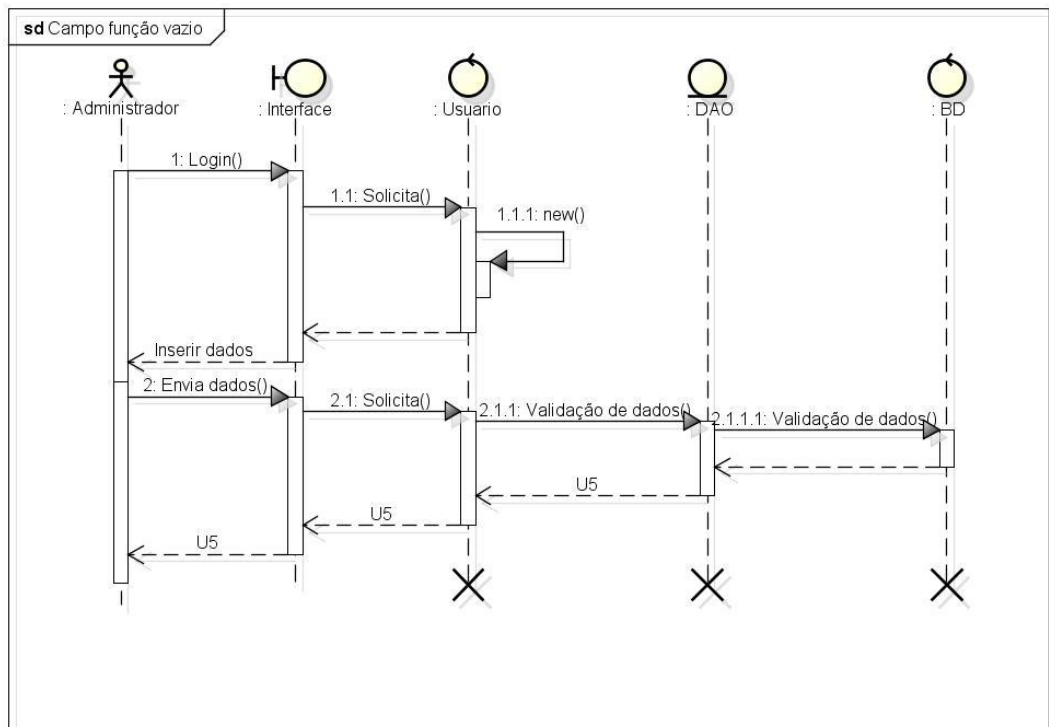 sd Campo função vazio
: Administrador
: Interface
: Usuario
: DAO
: BD
1: Login()
1.1: Solicita()
1.1.1: new()
Inserir dados
2: Envia dados()
2.1: Solicita()
2.1.1: Validação de dados()
2.1.1.1: Validação de dados()
U5
U5
U5